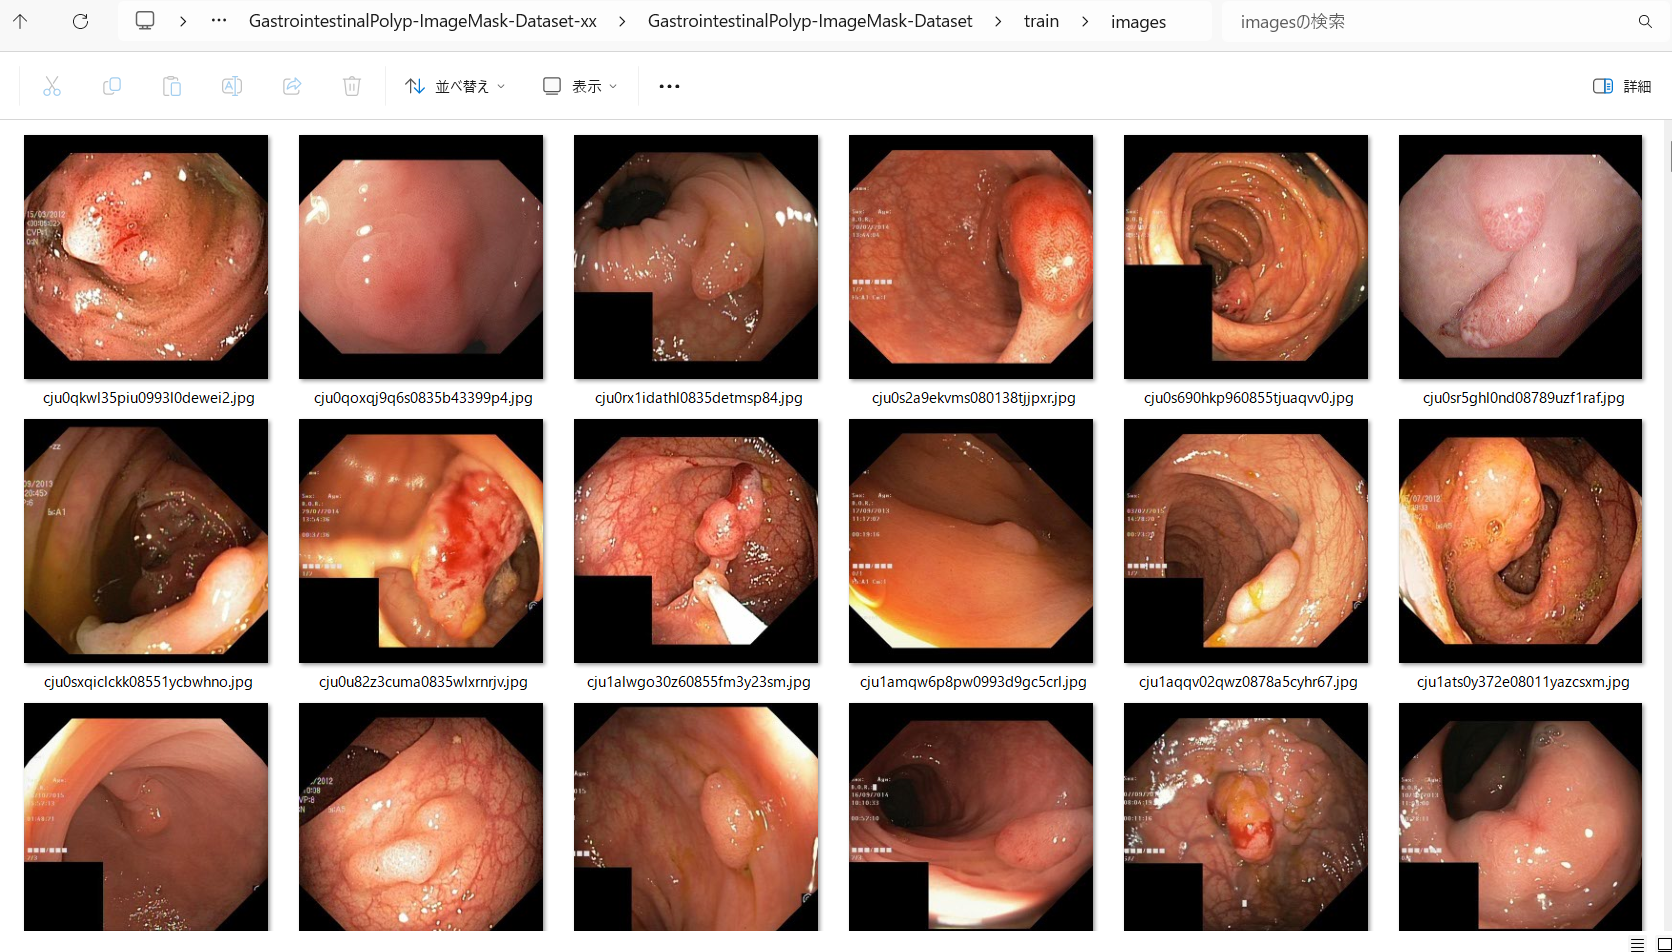 GastrointestinalPolyp-ImageMask-Dataset-xx > GastrointestinalPolyp-ImageMask-Dataset > train > images
imagesの検索
並べ替え
表示
詳細
cju0qkwl35piu0993l0dewei2.jpg
cju0qoxqj9q6s0835b43399p4.jpg
cju0rx1idathl0835detmsp84.jpg
cju0s2a9ekvms080138tjjpxr.jpg
cju0s690hkp960855tjuaqvv0.jpg
cju0sr5ghl0nd08789uzf1raf.jpg
cju0sxqiclckk08551ycbwhno.jpg
cju0u82z3cuma0835wlxrnrjv.jpg
cju1alwgo30z60855fm3y23sm.jpg
cju1amqw6p8pw0993d9gc5crl.jpg
cju1aqqv02qwz0878a5cyhr67.jpg
cju1ats0y372e08011yazcsxm.jpg